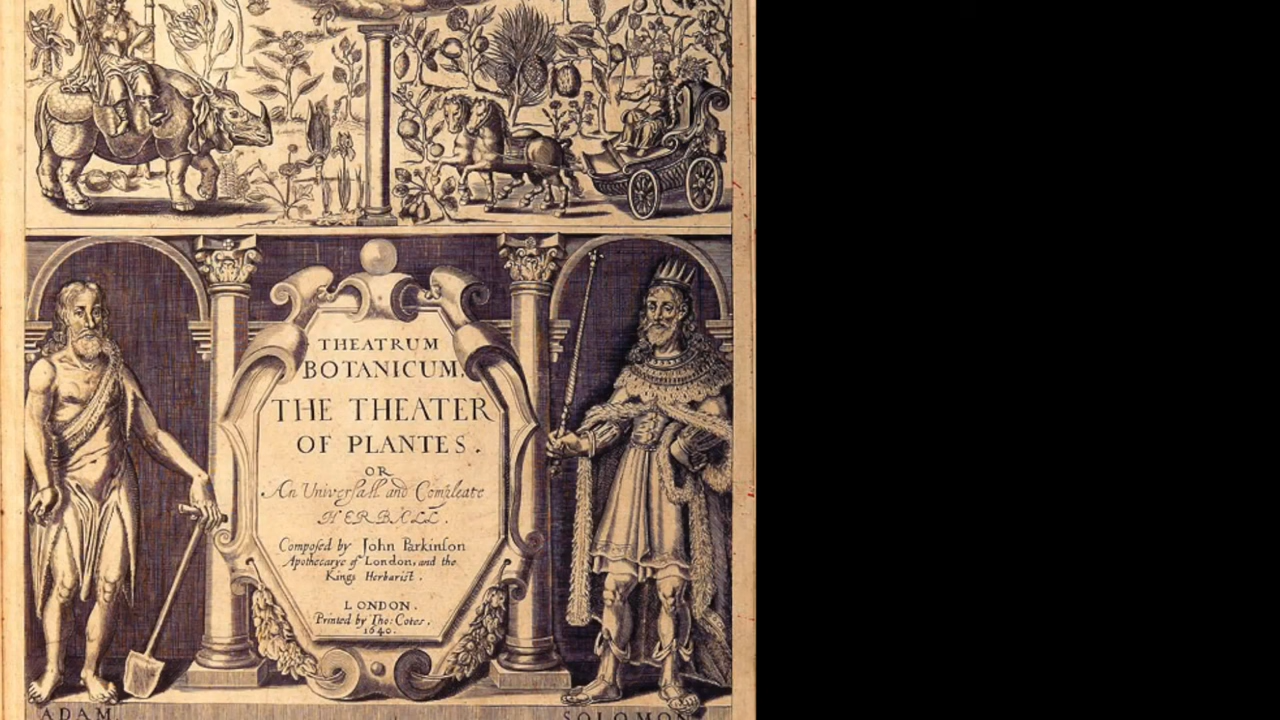 THEATRUM
BOTANICUM.
THE THEATER
OF PLANTES.
OR
An Universall and Compleate
HERBALL.
Composed by John Parkinson
Apothecarye of London, and the
Kings Herbarist.
LONDON.
Printed by Tho: Cotes.
1640.
ADAM
SOLOMON